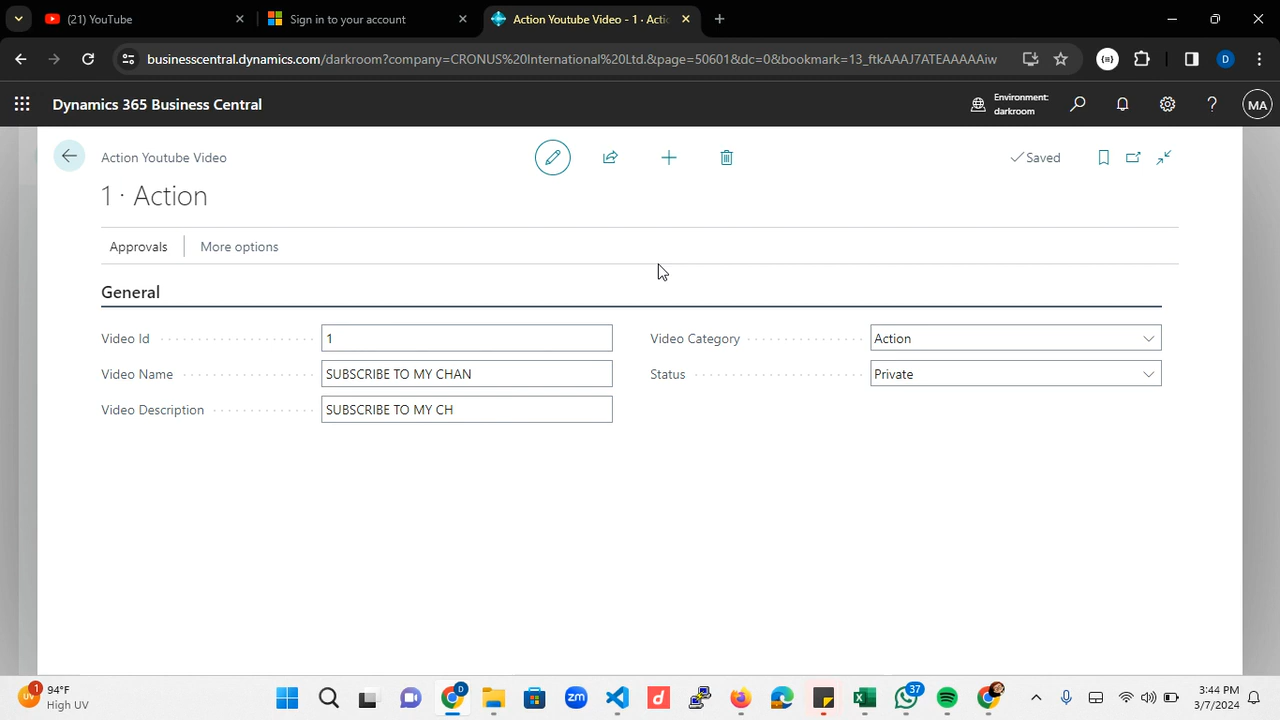 (21) YouTube
Sign in to your account
Action Youtube Video - 1 · Actio
businesscentral.dynamics.com/darkroom?company=CRONUS%20International%20Ltd.&page=50601&dc=0&bookmark=13_ftkAAAJ7ATEAAAAAiw
D
Dynamics 365 Business Central
Environment:
darkroom
MA
Action Youtube Video
Saved
1 · Action
Approvals
More options
General
Video Id
1
Video Category
Action
Video Name
SUBSCRIBE TO MY CHAN
Status
Private
Video Description
SUBSCRIBE TO MY CH
UV
1
94°F
High UV
D
zm
37
3:44 PM
3/7/2024